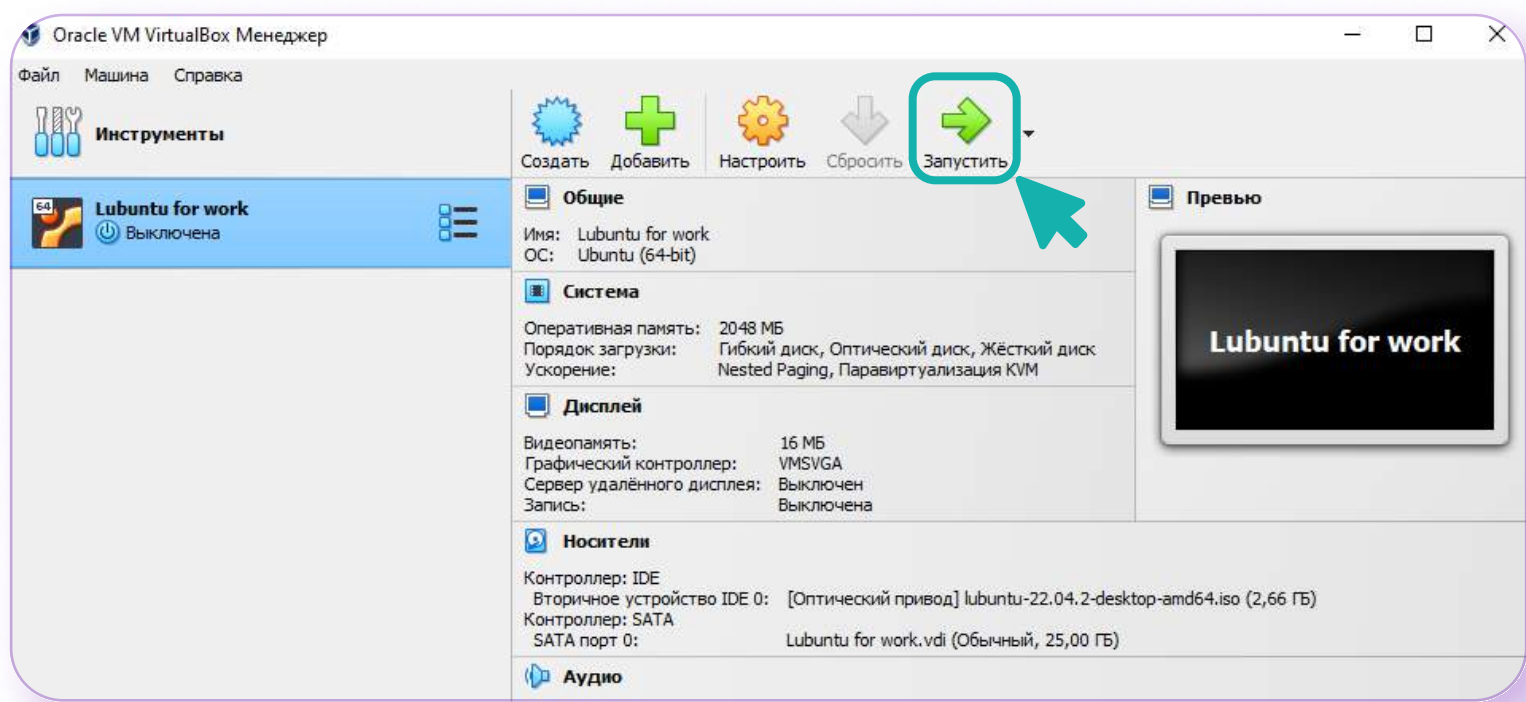 Oracle VM VirtualBox Менеджер
Файл Машина Справка
Инструменты
Создать Добавить Настроить Сбросить Запустить
64
Lubuntu for work
Выключена
Общие
Имя: Lubuntu for work
ОС: Ubuntu (64-bit)
Система
Оперативная память: 2048 МБ
Порядок загрузки: Гибкий диск, Оптический диск, Жёсткий диск
Ускорение: Nested Paging, Паравиртуализация KVM
Дисплей
Видеопамять: 16 МБ
Графический контроллер: VMSVGA
Сервер удалённого дисплея: Выключен
Запись: Выключена
Превью
Lubuntu for work
Носители
Контроллер: IDE
Вторичное устройство IDE 0: [Оптический привод] lubuntu-22.04.2-desktop-amd64.iso (2,66 ГБ)
Контроллер: SATA
SATA порт 0: Lubuntu for work.vdi (Обычный, 25,00 ГБ)
Аудио